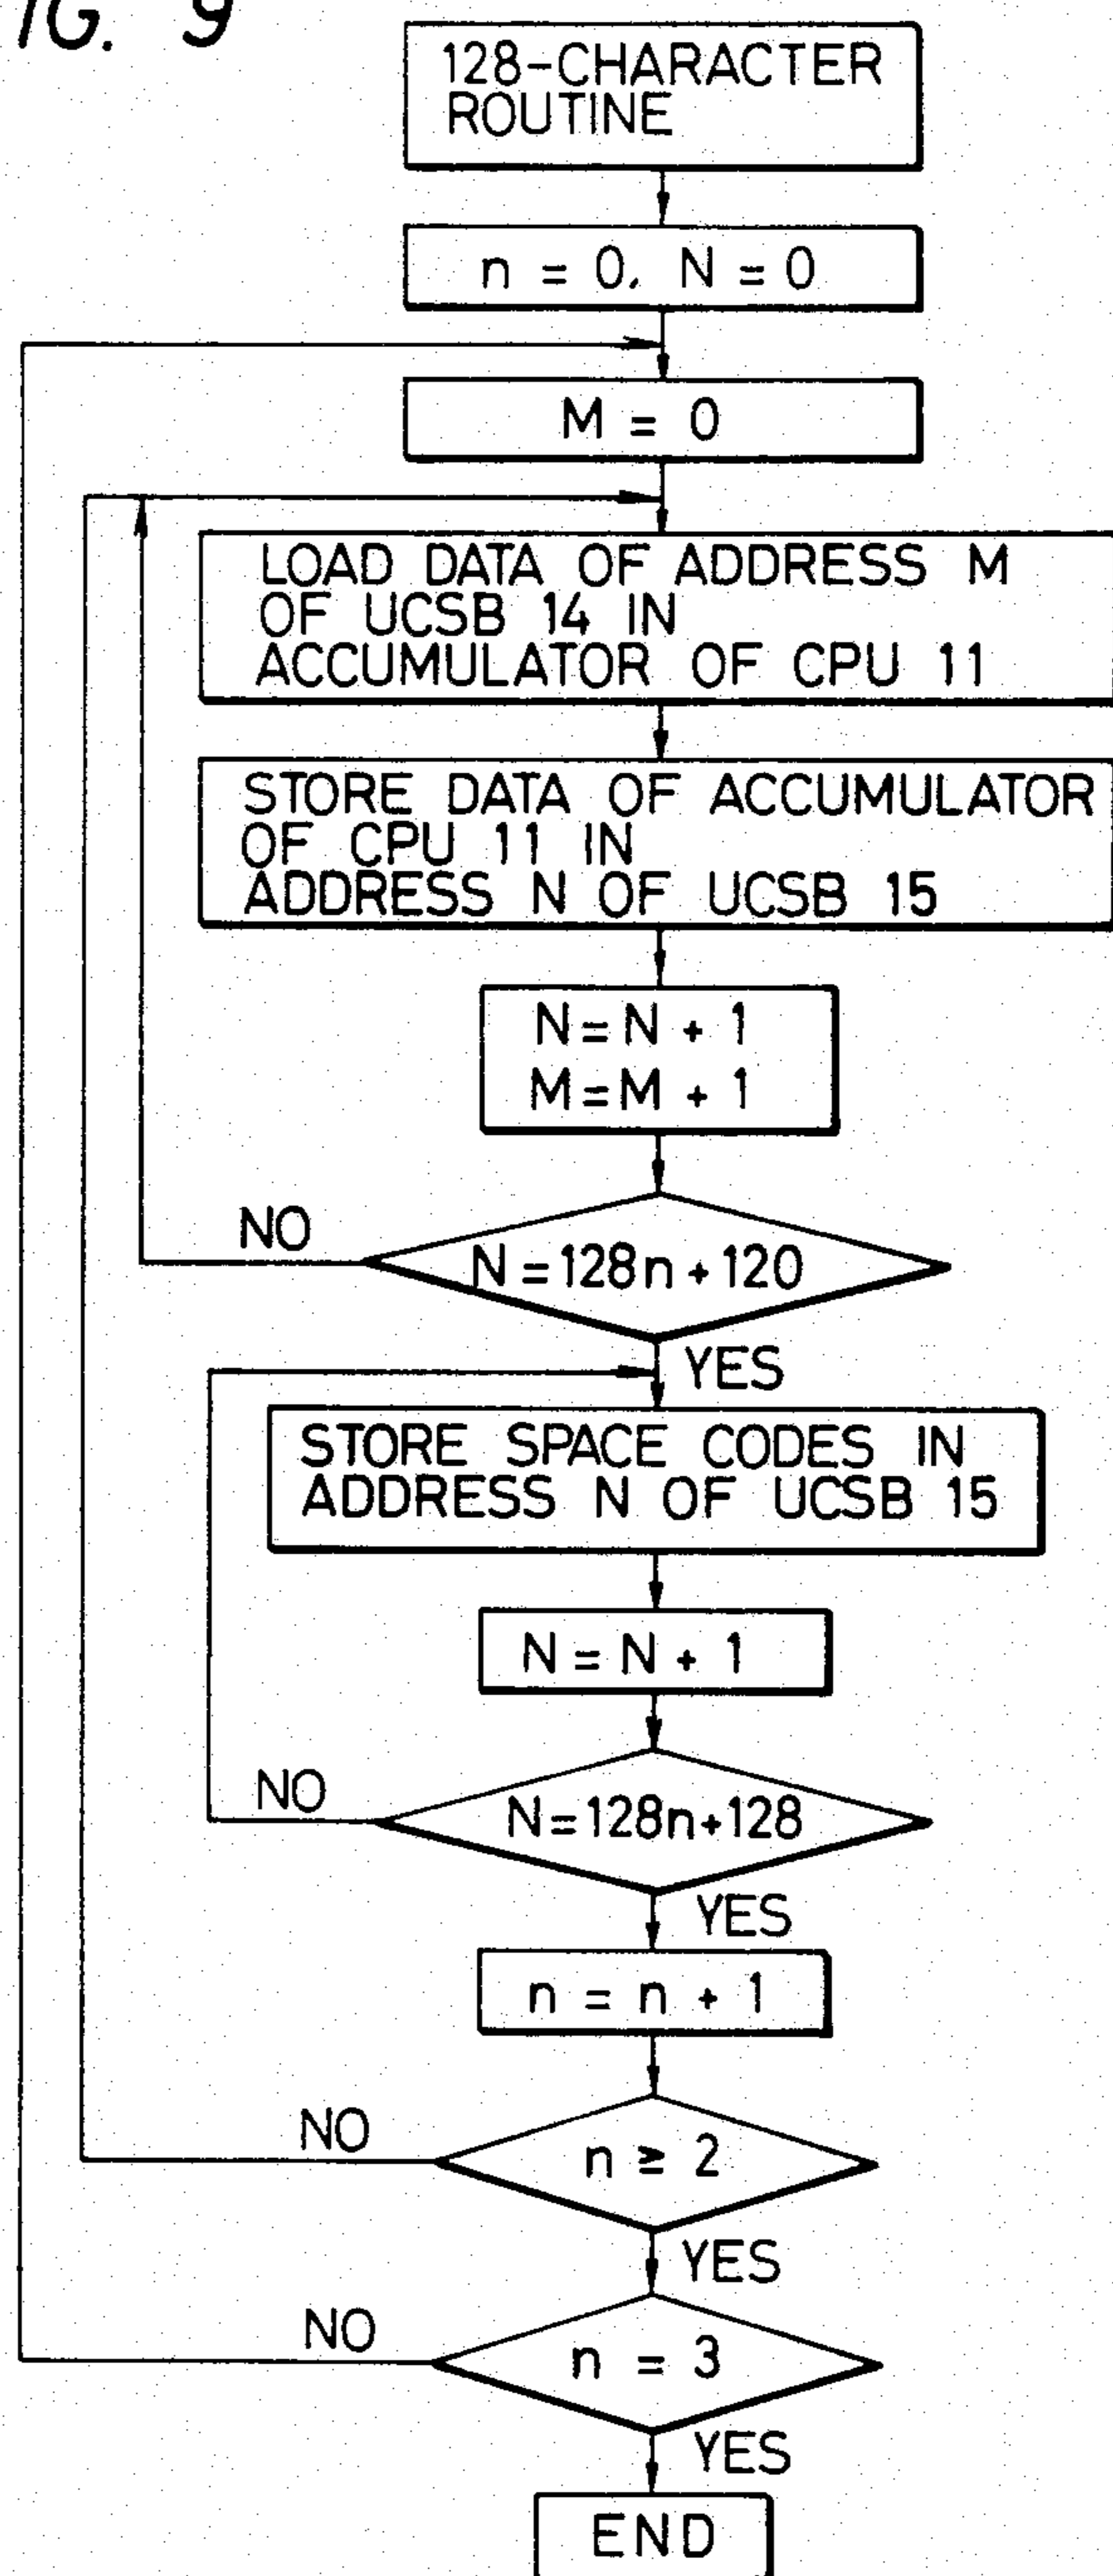 IG. 9
128-CHARACTER
ROUTINE
n = 0, N = 0
M = 0
LOAD DATA OF ADDRESS M
OF UCSB 14 IN
ACCUMULATOR OF CPU 11
STORE DATA OF ACCUMULATOR
OF CPU 11 IN
ADDRESS N OF UCSB 15
N = N + 1
M = M + 1
NO
N = 128n + 120
YES
STORE SPACE CODES IN
ADDRESS N OF UCSB 15
N = N + 1
NO
N = 128n + 128
YES
n = n + 1
NO
n ≥ 2
YES
NO
n = 3
YES
END